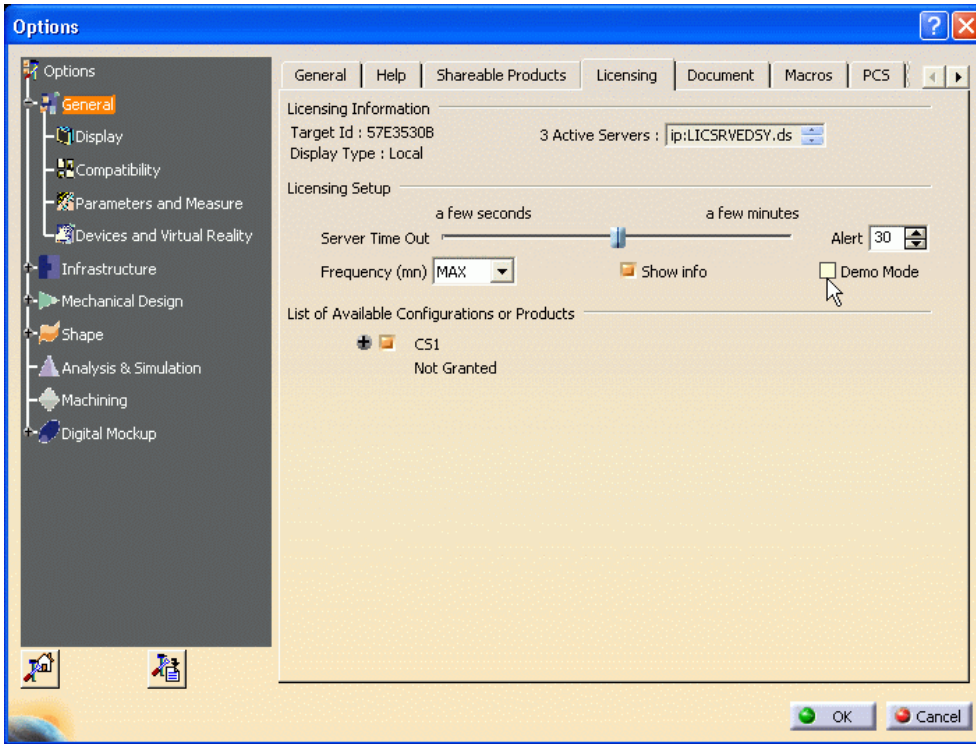 Options
Options
General
Display
Compatibility
Parameters and Measure
Devices and Virtual Reality
Infrastructure
Mechanical Design
Shape
Analysis & Simulation
Machining
Digital Mockup
General Help Shareable Products Licensing Document Macros PCS
Licensing Information
Target Id : 57E3530B
3 Active Servers : ip:LICSRVEDSY.ds
Display Type : Local
Licensing Setup
a few seconds a few minutes
Server Time Out Alert 30
Frequency (mn) MAX Show info Demo Mode
List of Available Configurations or Products
CS1
Not Granted
OK Cancel